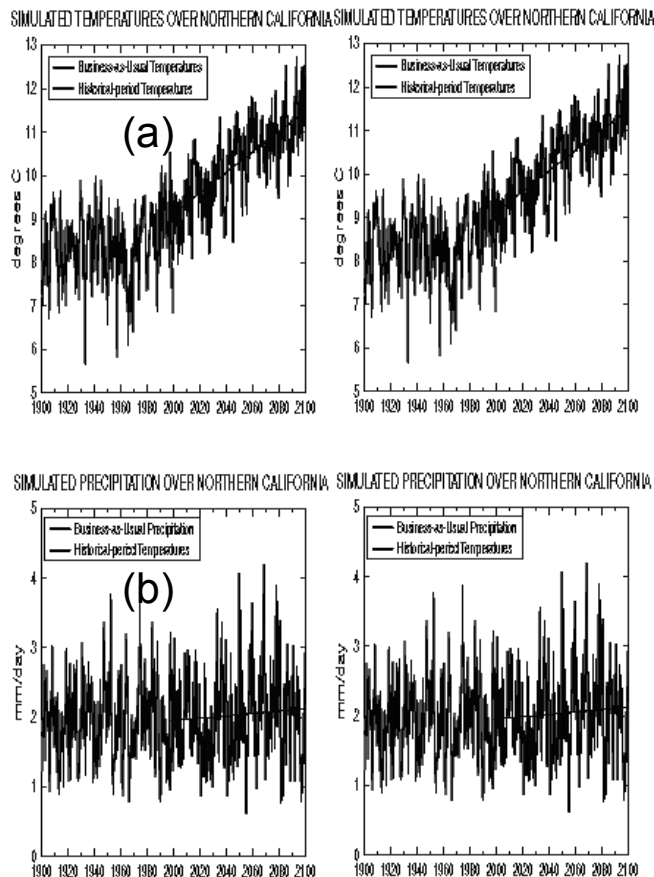 SIMULATED TEMPERATURES OVER NORTHERN CALIFORNIA SIMULATED TEMPERATURES OVER NORTHERN CALIFORNIA
13
12
11
10
9
8
7
6
5
degrees C
Business-as-Usual Temperatures
Historical-period Temperatures
(a)
1900 1920 1940 1960 1980 2000 2020 2040 2060 2080 2100
13
12
11
10
9
8
7
6
5
degrees C
Business-as-Usual Temperatures
Historical-period Temperatures
1900 1920 1940 1960 1980 2000 2020 2040 2060 2080 2100
SIMULATED PRECIPITATION OVER NORTHERN CALIFORNIA SIMULATED PRECIPITATION OVER NORTHERN CALIFORNIA
5
4
3
2
1
0
mm/day
Business-as-Usual Precipitation
Historical-period Temperatures
(b)
1900 1920 1940 1960 1980 2000 2020 2040 2060 2080 2100
5
4
3
2
1
0
mm/day
Business-as-Usual Precipitation
Historical-period Temperatures
1900 1920 1940 1960 1980 2000 2020 2040 2060 2080 2100